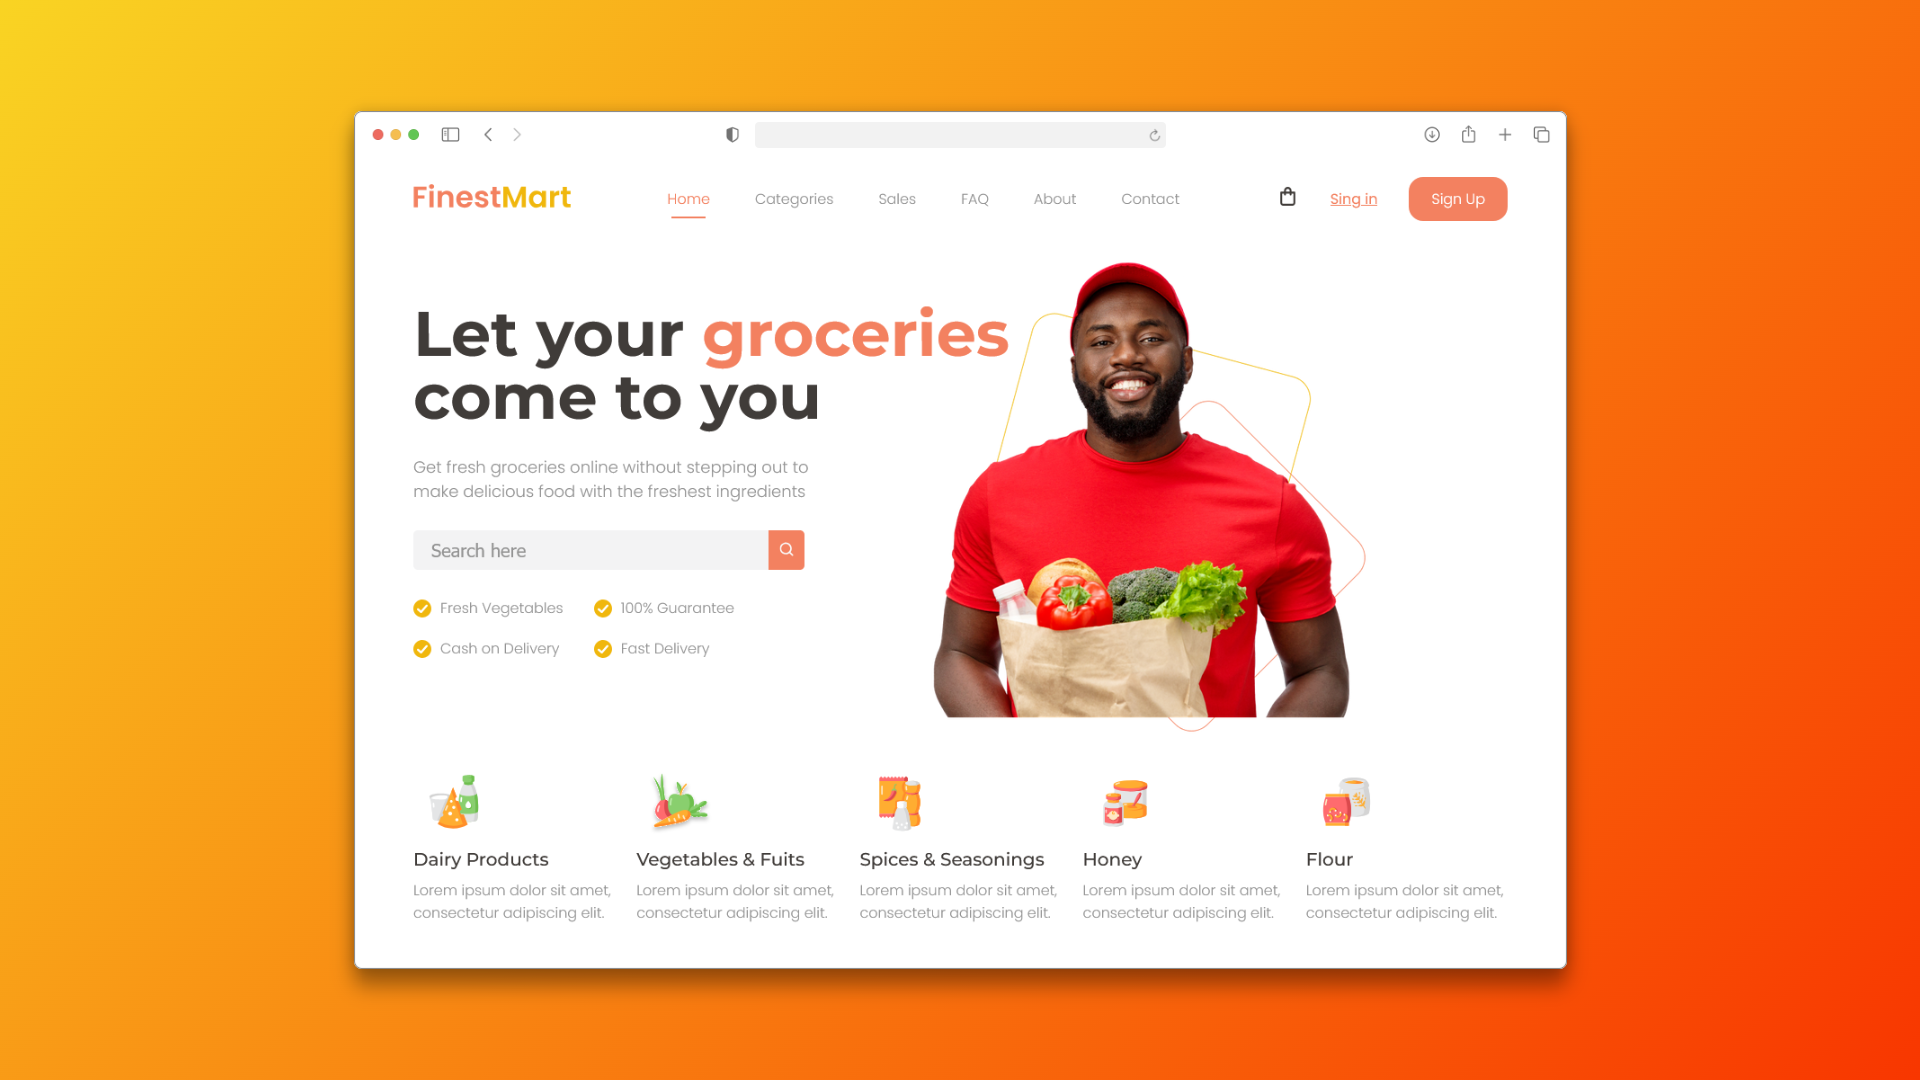 FinestMart
Home Categories Sales FAQ About Contact Sing in Sign Up
Let your groceries
come to you
Get fresh groceries online without stepping out to
make delicious food with the freshest ingredients
Search here
Fresh Vegetables 100% Guarantee
Cash on Delivery Fast Delivery
Dairy Products
Lorem ipsum dolor sit amet,
consectetur adipiscing elit.
Vegetables & Fuits
Lorem ipsum dolor sit amet,
consectetur adipiscing elit.
Spices & Seasonings
Lorem ipsum dolor sit amet,
consectetur adipiscing elit.
Honey
Lorem ipsum dolor sit amet,
consectetur adipiscing elit.
Flour
Lorem ipsum dolor sit amet,
consectetur adipiscing elit.